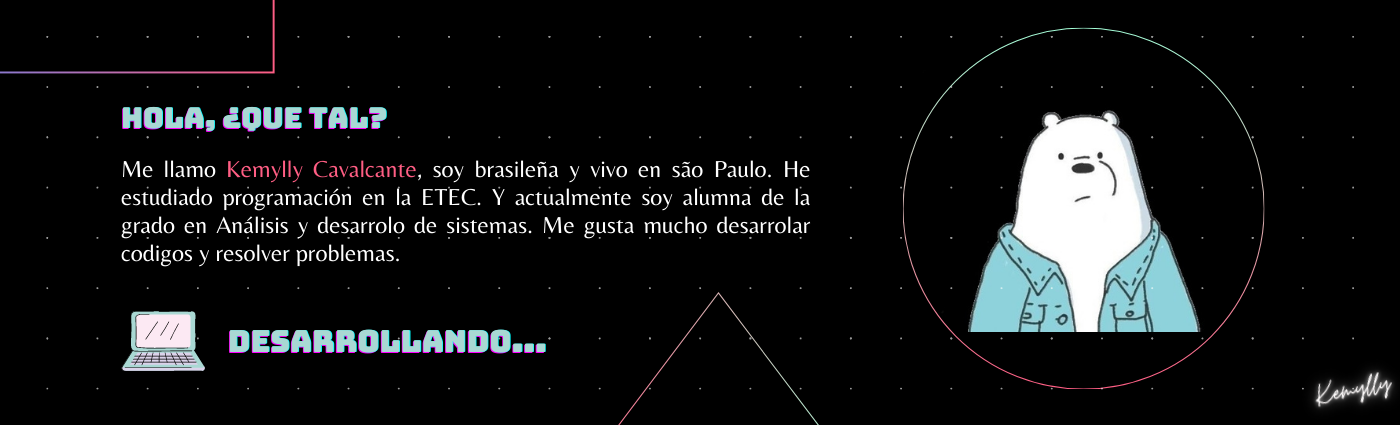 HOLA, ¿QUE TAL?
Me llamo Kemylly Cavalcante, soy brasileña y vivo en são Paulo. He
estudiado programación en la ETEC. Y actualmente soy alumna de la
grado en Análisis y desarrolo de sistemas. Me gusta mucho desarrolar
codigos y resolver problemas.
DESARROLLANDO...
Kemylly